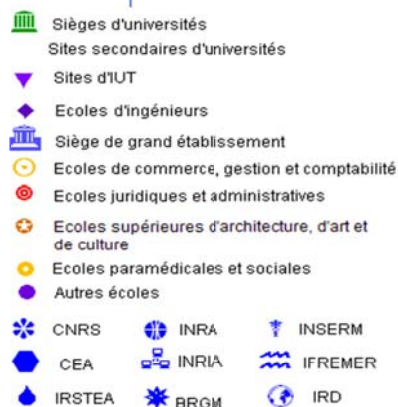 Sièges d'universités
Sites secondaires d'universités
Sites d'IUT
Ecoles d'ingénieurs
Siège de grand établissement
Ecoles de commerce, gestion et comptabilité
Ecoles juridiques et administratives
Ecoles supérieures d'architecture, d'art et
de culture
Ecoles paramédicales et sociales
Autres écoles
CNRS INRA INSERM
CEA INRIA IFREMER
IRSTEA BRGM IRD